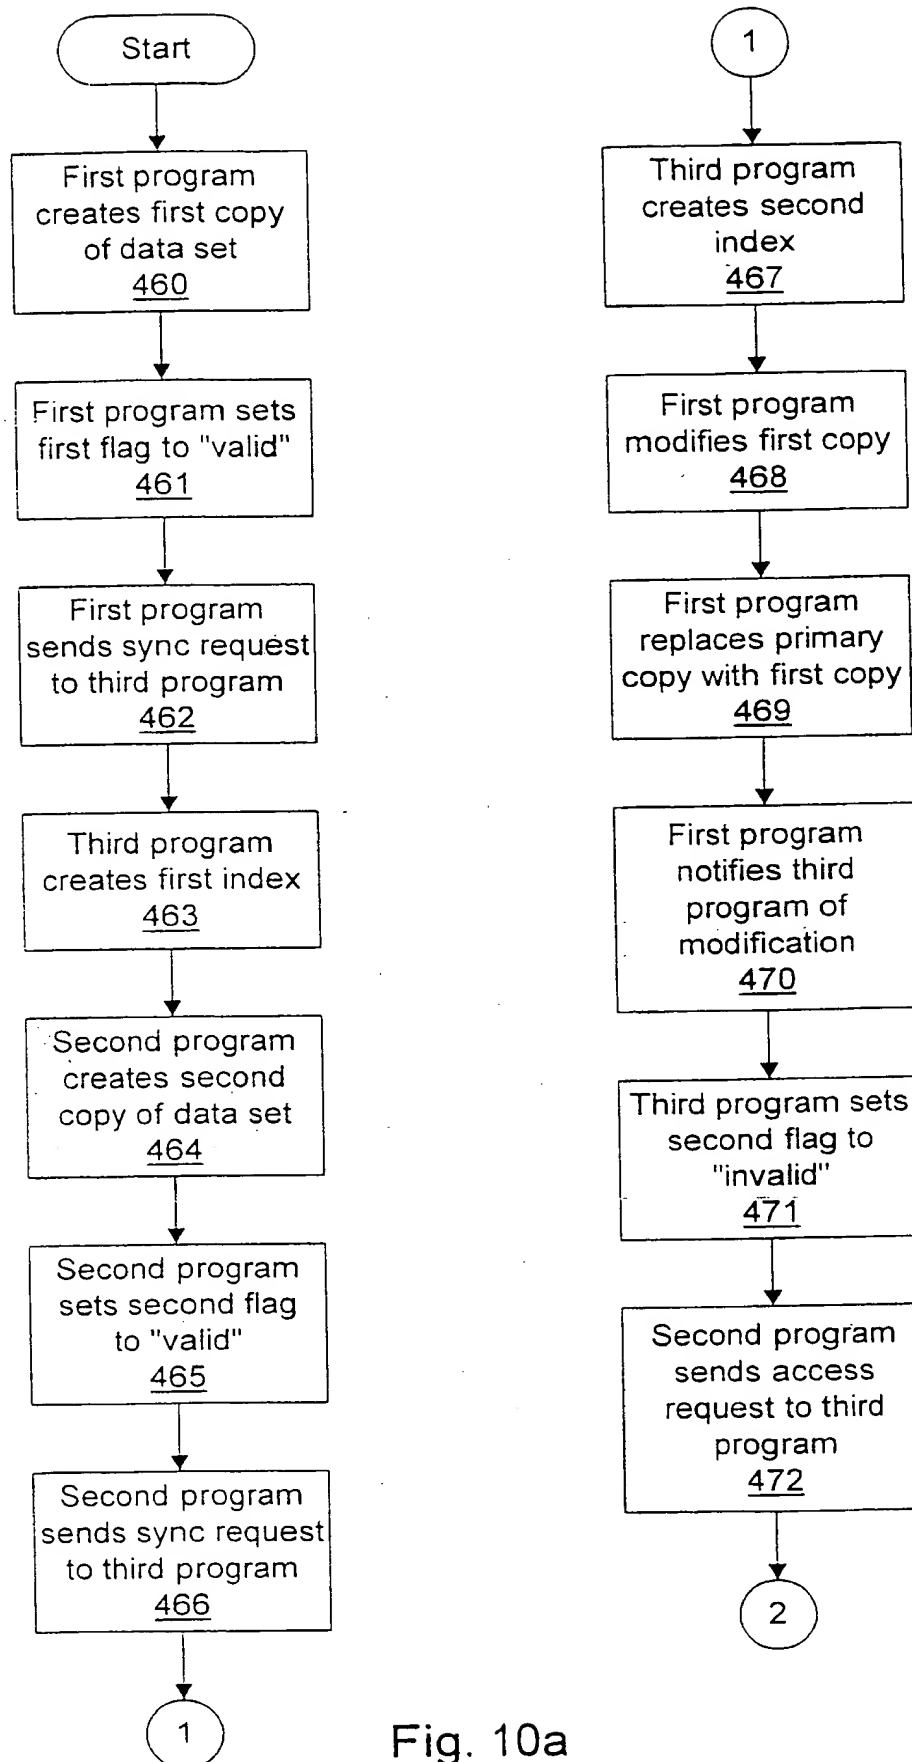 Start
First program
creates first copy
of data set
460
First program sets
first flag to "valid"
461
First program
sends sync request
to third program
462
Third program
creates first index
463
Second program
creates second
copy of data set
464
Second program
sets second flag
to "valid"
465
Second program
sends sync request
to third program
466
1
1
Third program
creates second
index
467
First program
modifies first copy
468
First program
replaces primary
copy with first copy
469
First program
notifies third
program of
modification
470
Third program sets
second flag to
"invalid"
471
Second program
sends access
request to third
program
472
2
Fig. 10a